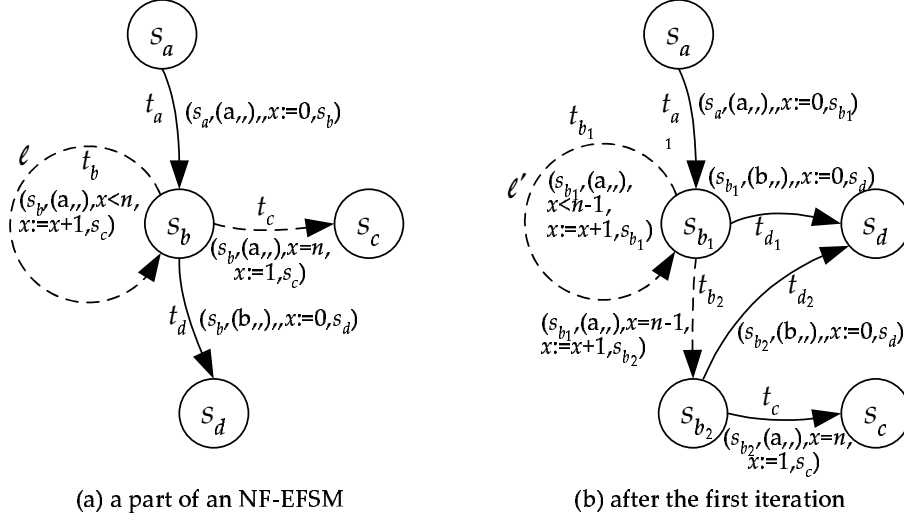 s_a
t_a (s_a,(a,,),,x:=0,s_b)
ℓ
t_b
(s_b,(a,,),x<n,
x:=x+1,s_c)
s_b
t_c
s_c
(s_b,(a,,),x=n,
x:=1,s_c)
t_d (s_b,(b,,),,x:=0,s_d)
s_d
(a) a part of an NF-EFSM
s_a
t_a (s_a,(a,,),,x:=0,s_b1)
1
t_b1
ℓ′
(s_b1,(a,,),
x<n-1,
x:=x+1,s_b1)
(s_b1,(b,,),,x:=0,s_d)
s_b1
t_d1
s_d
t_b2
t_d2
(s_b1,(a,,),x=n-1,
x:=x+1,s_b2)
(s_b2,(b,,),,x:=0,s_d)
s_b2
t_c
s_c
(s_b2,(a,,),x=n,
x:=1,s_c)
(b) after the first iteration